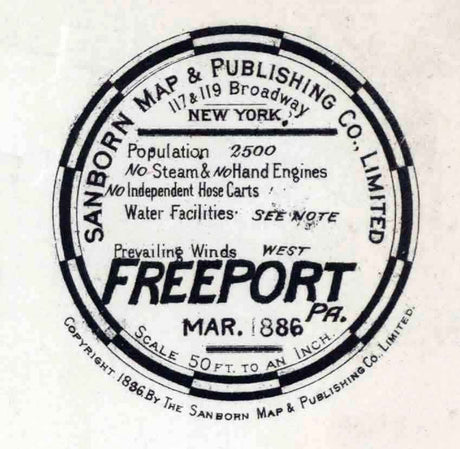 SANBORN MAP & PUBLISHING CO., LIMITED
117 & 119 Broadway
NEW YORK.
Population 2500
No Steam & No Hand Engines
No Independent Hose Carts
Water Facilities. SEE NOTE
Prevailing Winds WEST
FREEPORT
PA.
MAR. 1886
SCALE 50 FT. TO AN INCH.
COPYRIGHT 1886 BY THE SANBORN MAP & PUBLISHING CO., LIMITED.